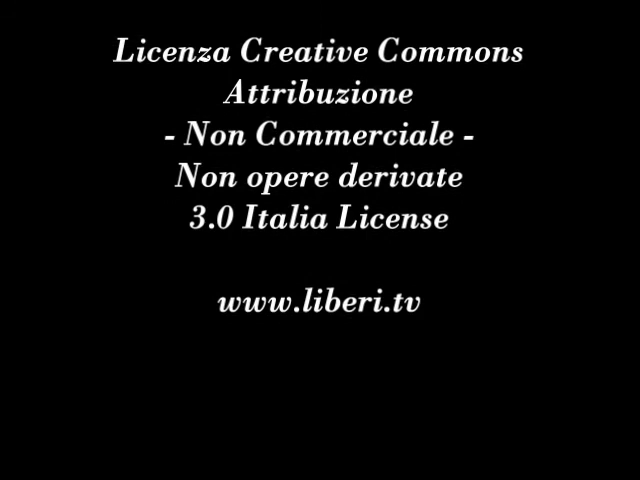 Licenza Creative Commons
Attribuzione
- Non Commerciale -
Non opere derivate
3.0 Italia License
www.liberi.tv